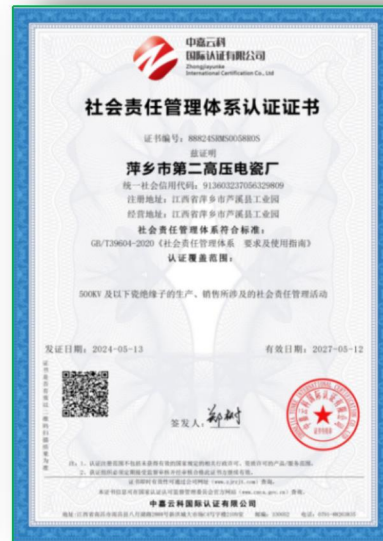 中嘉云科
国际认证有限公司
Zhongjiayunke
International Certification Co., Ltd
社会责任管理体系认证证书
证书编号：88824SRMS0058R0S
兹证明
萍乡市第二高压电瓷厂
统一社会信用代码：913603237056329809
注册地址：江西省萍乡市芦溪县工业园
经营地址：江西省萍乡市芦溪县工业园
社会责任管理体系符合标准：
GB/T39604-2020《社会责任管理体系 要求及使用指南》
认证覆盖范围：
500KV 及以下瓷绝缘子的生产、销售所涉及的社会责任管理活动
发证日期：2024-05-13
有效日期：2027-05-12
签发人：
中嘉云科国际认证有限公司